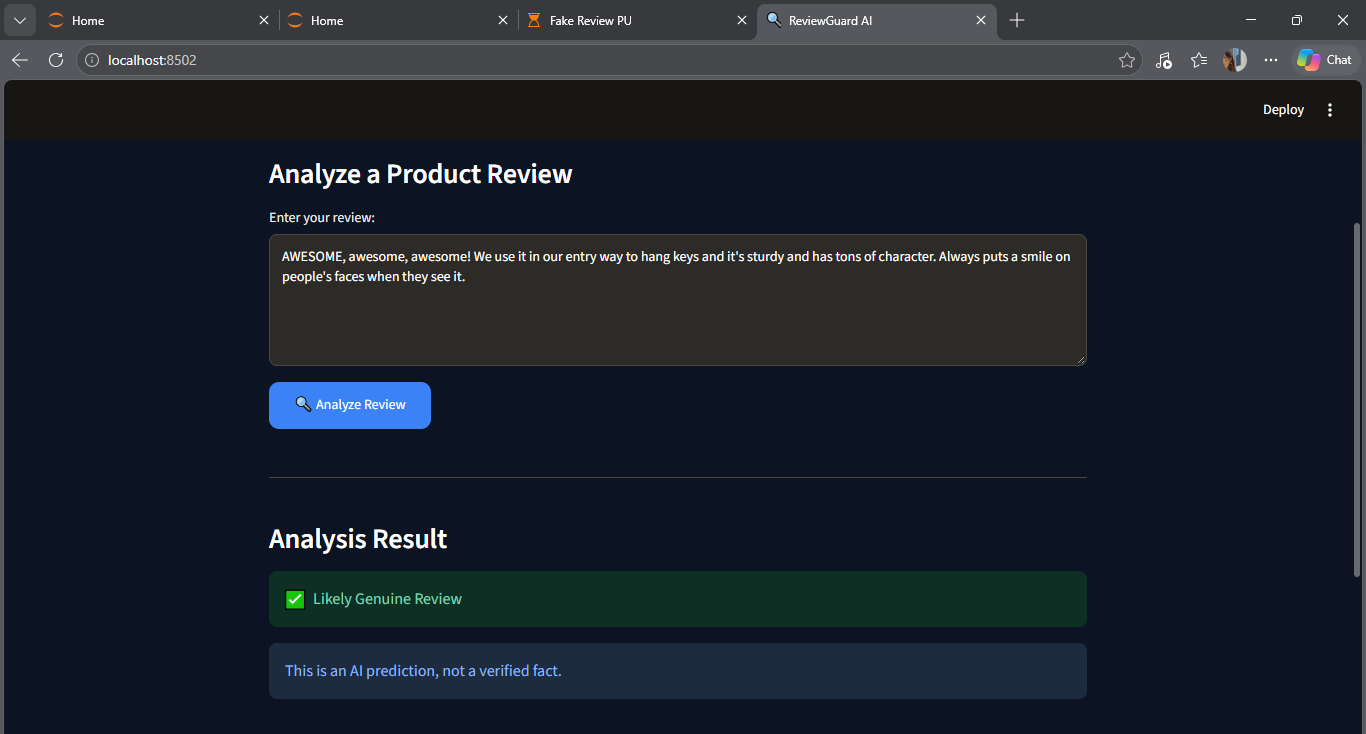 Home
Home
Fake Review PU
ReviewGuard AI
localhost:8502
Chat
Deploy
Analyze a Product Review
Enter your review:
AWESOME, awesome, awesome! We use it in our entry way to hang keys and it's sturdy and has tons of character. Always puts a smile on
people's faces when they see it.
Analyze Review
Analysis Result
Likely Genuine Review
This is an AI prediction, not a verified fact.